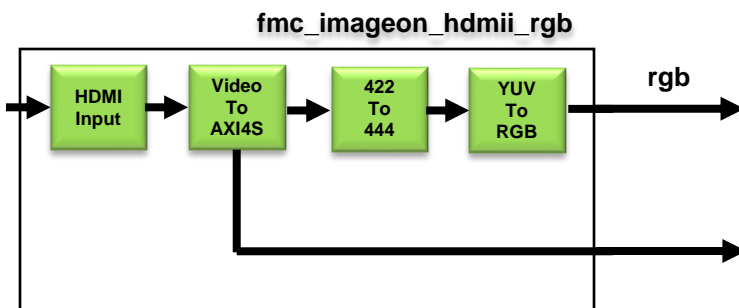 fmc_imageon_hdmii_rgb
HDMI
Input
Video
To
AXI4S
422
To
444
YUV
To
RGB
rgb